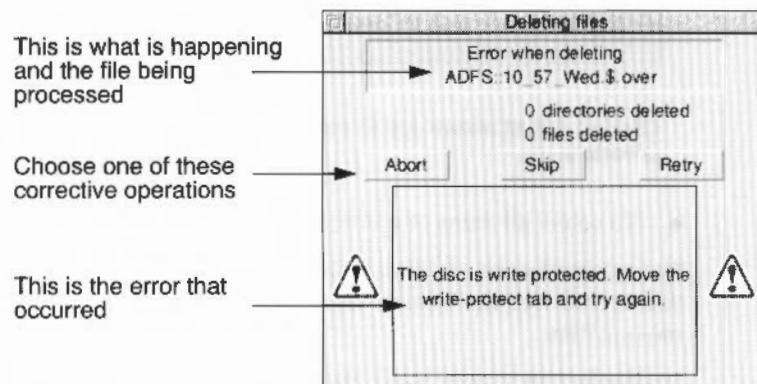 Deleting files
This is what is happening
and the file being
processed
Error when deleting
ADFS::10_57_Wed.$.over
0 directories deleted
0 files deleted
Choose one of these
corrective operations
Abort
Skip
Retry
This is the error that
occurred
The disc is write protected. Move the
write-protect tab and try again.